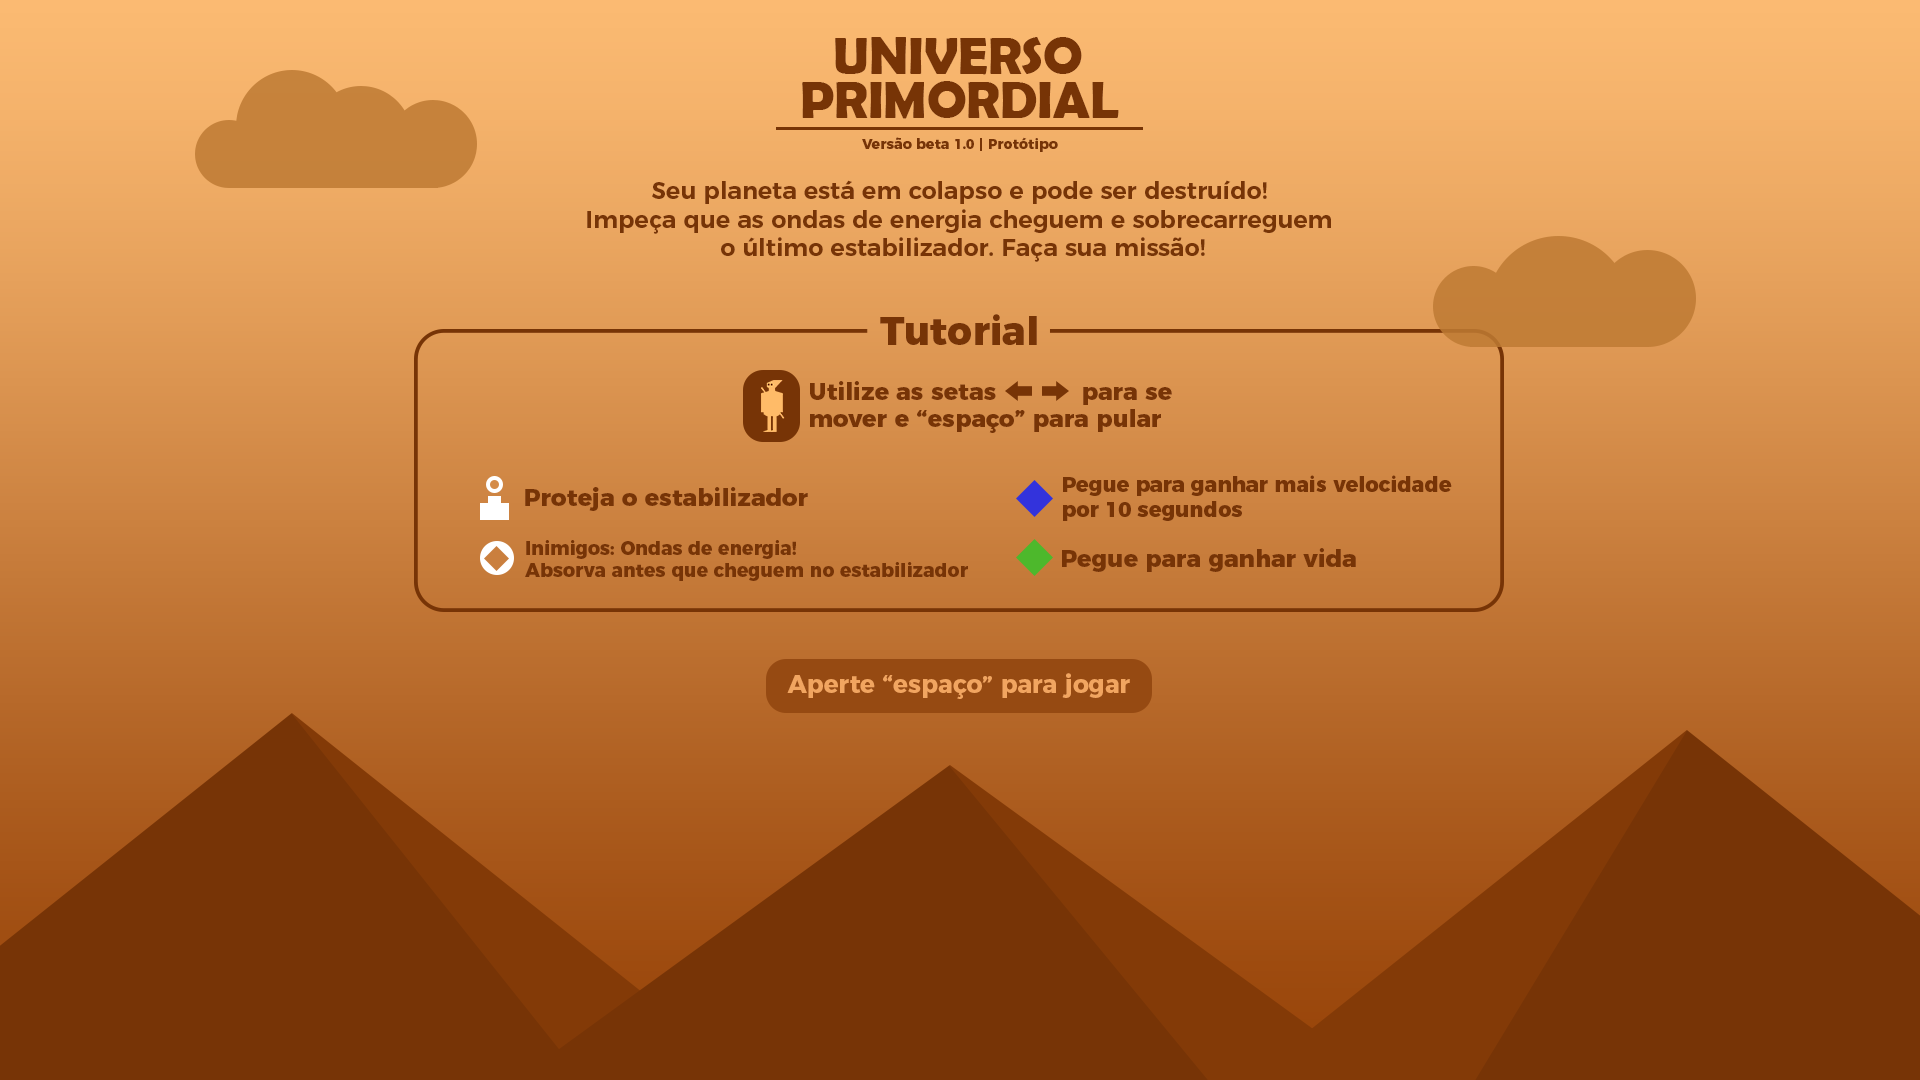 UNIVERSO
PRIMORDIAL
Versão beta 1.0 | Protótipo
Seu planeta está em colapso e pode ser destruído!
Impeça que as ondas de energia cheguem e sobrecarreguem
o último estabilizador. Faça sua missão!
Tutorial
Utilize as setas para se
mover e “espaço” para pular
Proteja o estabilizador
Inimigos: Ondas de energia!
Absorva antes que cheguem no estabilizador
Pegue para ganhar mais velocidade
por 10 segundos
Pegue para ganhar vida
Aperte “espaço” para jogar